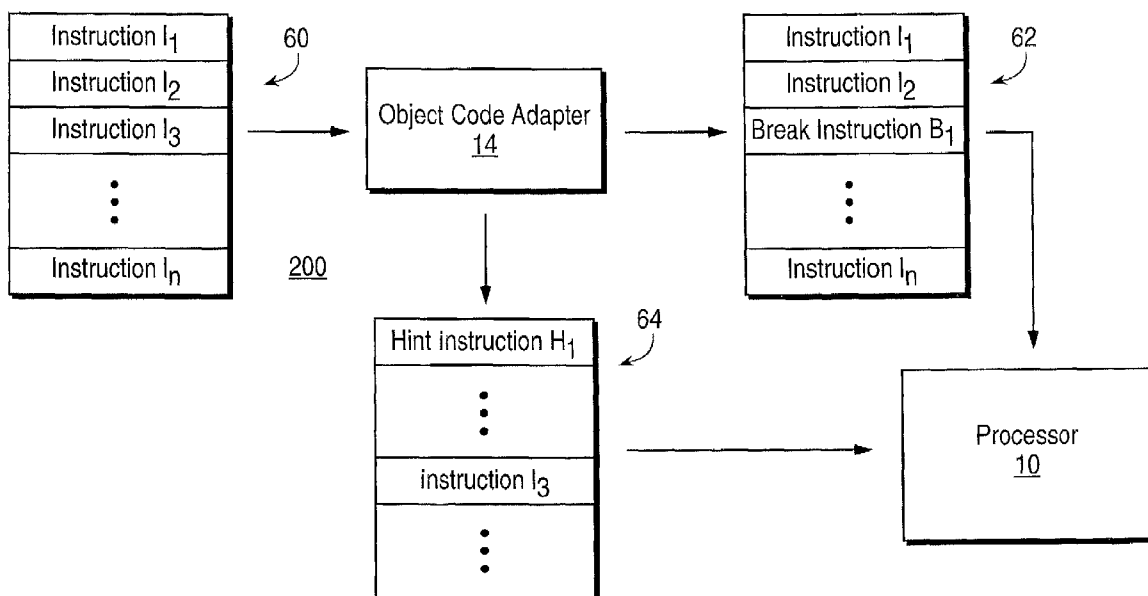 Instruction I1
Instruction I2
Instruction I3
Instruction In
60
Object Code Adapter
14
Instruction I1
Instruction I2
Break Instruction B1
Instruction In
62
200
Hint instruction H1
instruction I3
64
Processor
10